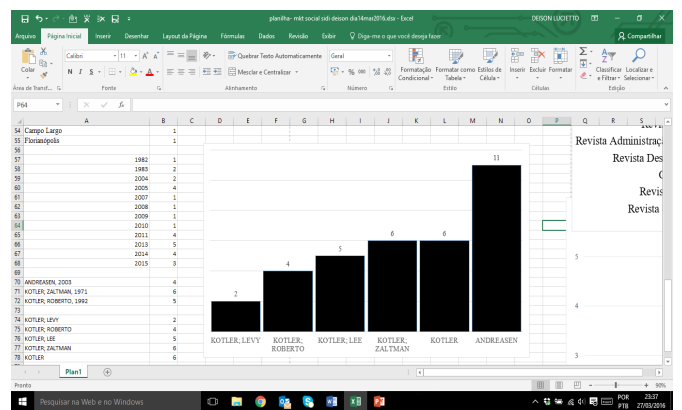 planilha- mkt social sidi deison dia14mar2016.xlsx - Excel
DEISON LUCIETTO
Arquivo Página Inicial Inserir Desenhar Layout da Página Fórmulas Dados Revisão Exibir Diga-me o que você deseja fazer
Compartilhar
Colar
Calibri 11
Quebrar Texto Automaticamente
Geral
N I S
Mesclar e Centralizar
% 000
Formatação Condicional
Formatar como Tabela
Estilos de Célula
Inserir Excluir Formatar
Classificar e Filtrar
Localizar e Selecionar
Área de Transf... Fonte Alinhamento Número Estilo Células Edição
P64
fx
A B C D E F G H I J K L M N O P Q R S
54 Campo Largo 1
55 Florianópolis 1
56
57 1982 1
58 1983 2
59 2004 2
60 2005 4
61 2007 1
62 2008 1
63 2009 1
64 2010 1
65 2011 4
66 2013 5
67 2014 4
68 2015 3
69
70 ANDREASEN, 2003 4
71 KOTLER; ZALTMAN, 1971 6
72 KOTLER; ROBERTO, 1992 5
73
74 KOTLER; LEVY 2
75 KOTLER; ROBERTO 4
76 KOTLER; LEE 5
77 KOTLER; ZALTMAN 6
78 KOTLER 6
2 4 5 6 6 11
KOTLER; LEVY KOTLER; ROBERTO KOTLER; LEE KOTLER; ZALTMAN KOTLER ANDREASEN
Revista Administraç
Revista Des
Revis
Revista
5
4
3
Plan1
Pronto
90%
Pesquisar na Web e no Windows
POR
PTB
23:37
27/03/2016